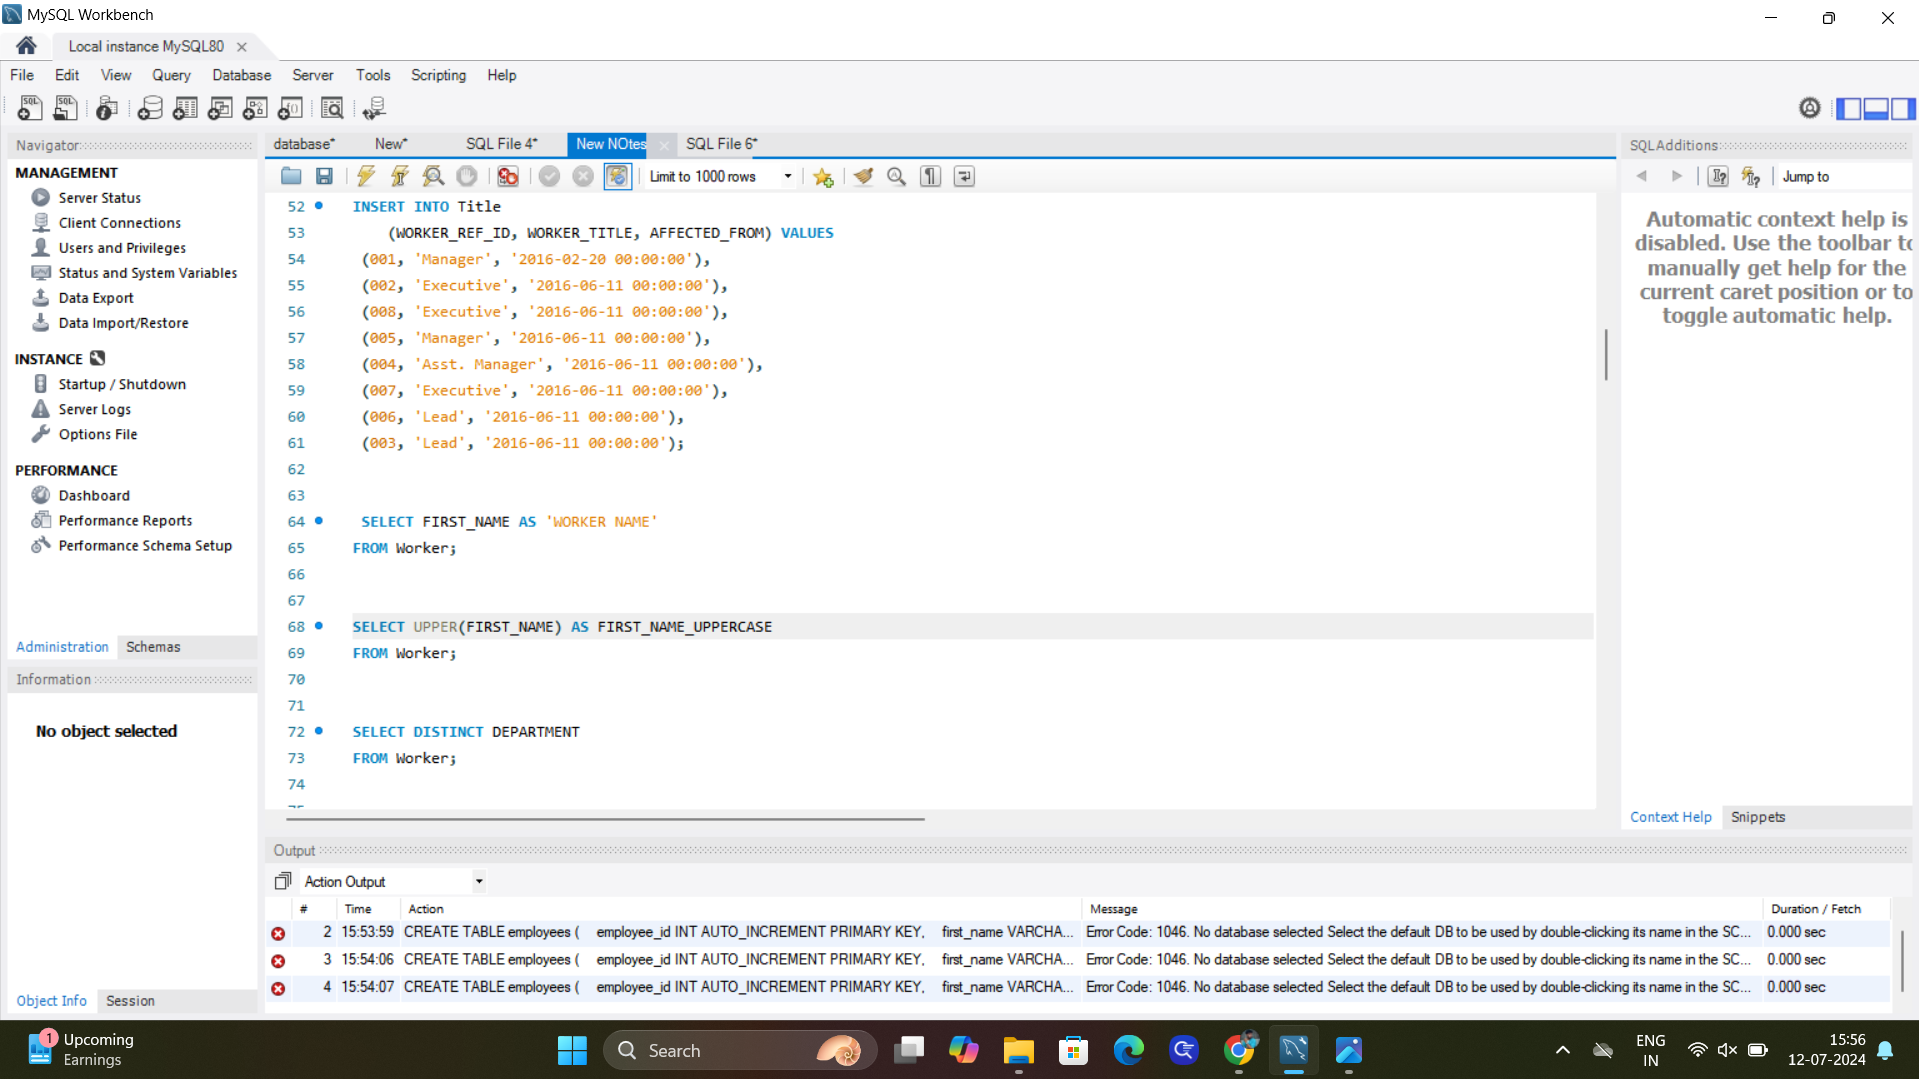 MySQL Workbench
Local instance MySQL80
File Edit View Query Database Server Tools Scripting Help
Navigator
MANAGEMENT
Server Status
Client Connections
Users and Privileges
Status and System Variables
Data Export
Data Import/Restore
INSTANCE
Startup / Shutdown
Server Logs
Options File
PERFORMANCE
Dashboard
Performance Reports
Performance Schema Setup
Administration Schemas
Information
No object selected
Object Info Session
database* New* SQL File 4* New NOtes SQL File 6*
Limit to 1000 rows
52 INSERT INTO Title
53 (WORKER_REF_ID, WORKER_TITLE, AFFECTED_FROM) VALUES
54 (001, 'Manager', '2016-02-20 00:00:00'),
55 (002, 'Executive', '2016-06-11 00:00:00'),
56 (008, 'Executive', '2016-06-11 00:00:00'),
57 (005, 'Manager', '2016-06-11 00:00:00'),
58 (004, 'Asst. Manager', '2016-06-11 00:00:00'),
59 (007, 'Executive', '2016-06-11 00:00:00'),
60 (006, 'Lead', '2016-06-11 00:00:00'),
61 (003, 'Lead', '2016-06-11 00:00:00');
62
63
64 SELECT FIRST_NAME AS 'WORKER NAME'
65 FROM Worker;
66
67
68 SELECT UPPER(FIRST_NAME) AS FIRST_NAME_UPPERCASE
69 FROM Worker;
70
71
72 SELECT DISTINCT DEPARTMENT
73 FROM Worker;
74
SQLAdditions
Jump to
Automatic context help is
disabled. Use the toolbar to
manually get help for the
current caret position or to
toggle automatic help.
Context Help Snippets
Output
Action Output
# Time Action Message Duration / Fetch
2 15:53:59 CREATE TABLE employees ( employee_id INT AUTO_INCREMENT PRIMARY KEY, first_name VARCHA... Error Code: 1046. No database selected Select the default DB to be used by double-clicking its name in the SC... 0.000 sec
3 15:54:06 CREATE TABLE employees ( employee_id INT AUTO_INCREMENT PRIMARY KEY, first_name VARCHA... Error Code: 1046. No database selected Select the default DB to be used by double-clicking its name in the SC... 0.000 sec
4 15:54:07 CREATE TABLE employees ( employee_id INT AUTO_INCREMENT PRIMARY KEY, first_name VARCHA... Error Code: 1046. No database selected Select the default DB to be used by double-clicking its name in the SC... 0.000 sec
1
Upcoming
Earnings
Search
ENG
IN
15:56
12-07-2024